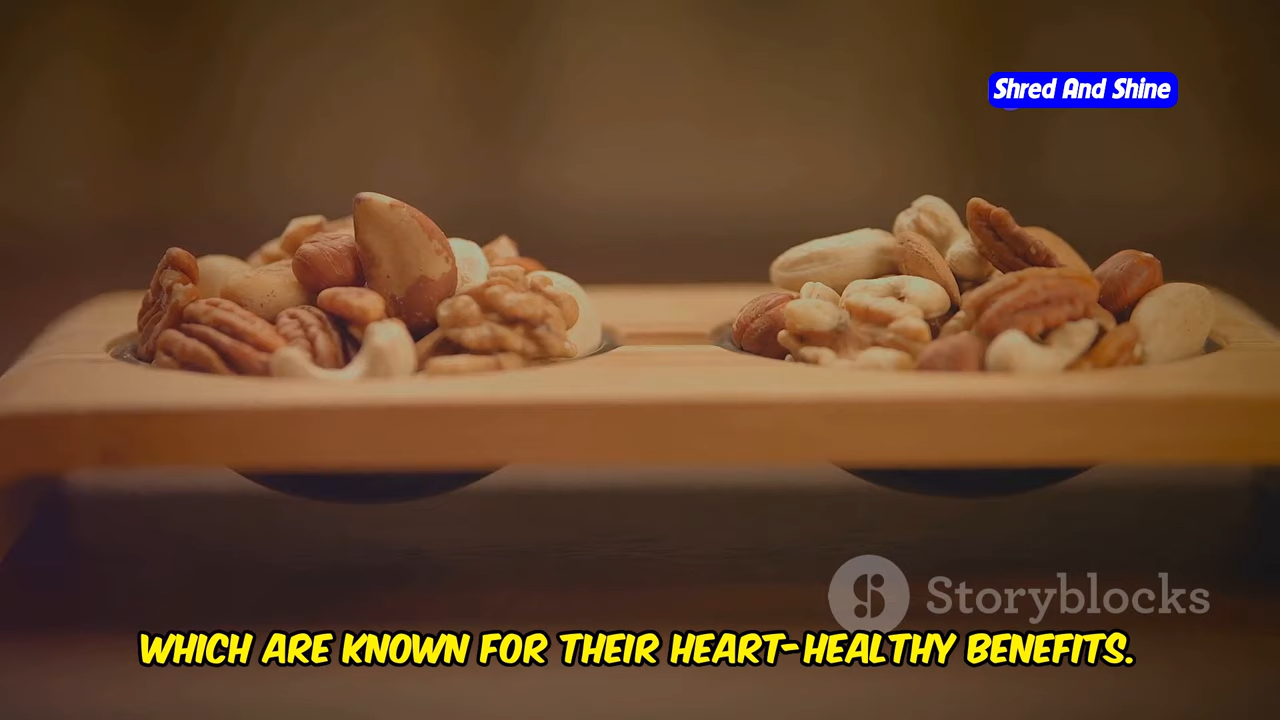 Shred And Shine
Storyblocks
WHICH ARE KNOWN FOR THEIR HEART-HEALTHY BENEFITS.